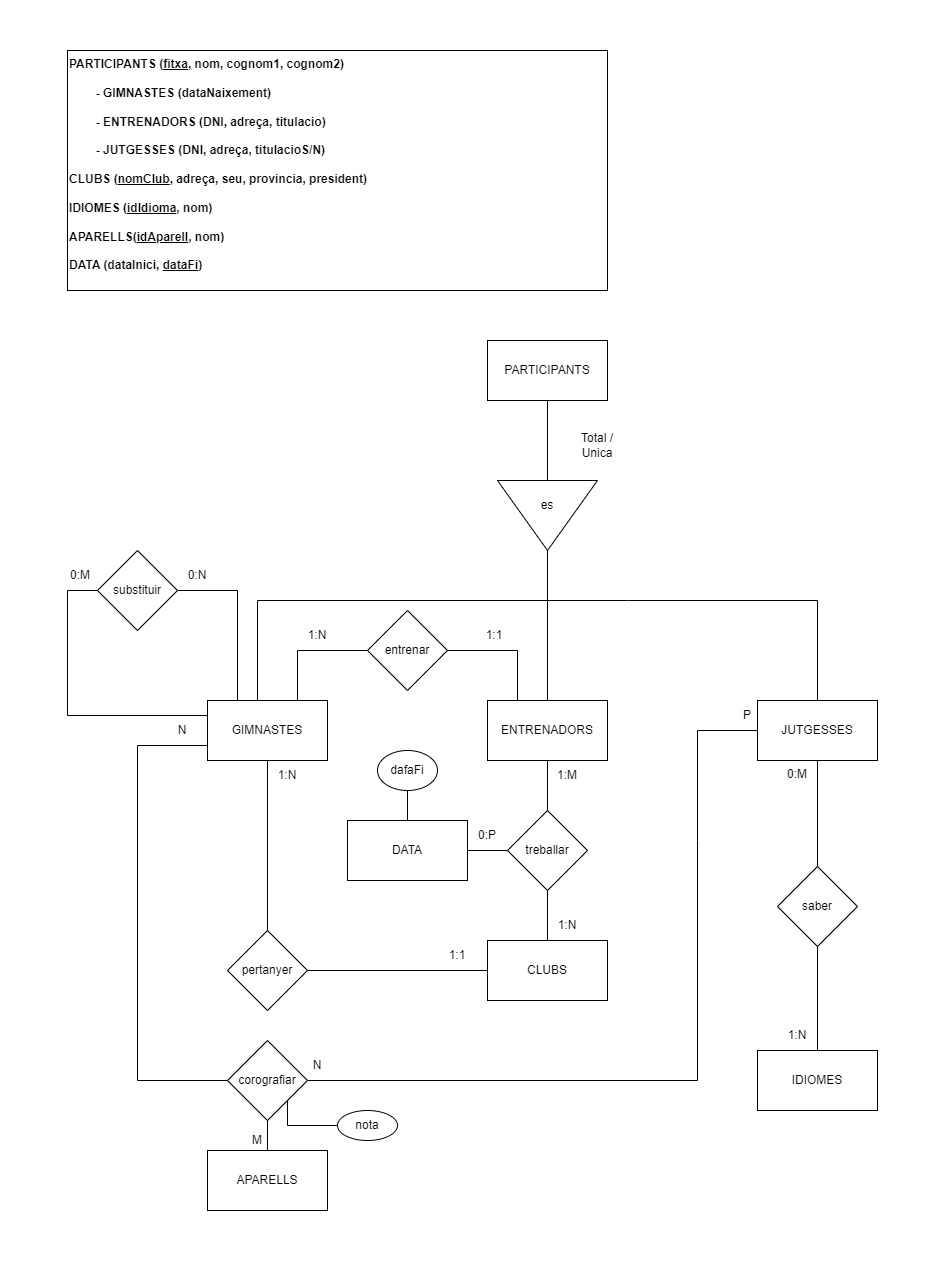 PARTICIPANTS (fitxa, nom, cognom1, cognom2)
- GIMNASTES (dataNaixement)
- ENTRENADORS (DNI, adreça, titulacio)
- JUTGESSES (DNI, adreça, titulacioS/N)
CLUBS (nomClub, adreça, seu, provincia, president)
IDIOMES (idIdioma, nom)
APARELLS(idAparell, nom)
DATA (dataInici, dataFi)
PARTICIPANTS
Total /
Unica
es
0:M
substituir
0:N
1:N
entrenar
1:1
GIMNASTES
ENTRENADORS
JUTGESSES
N
P
1:N
dafaFi
1:M
0:M
DATA
0:P
treballar
saber
1:N
pertanyer
1:1
CLUBS
1:N
corografiar
N
IDIOMES
nota
M
APARELLS